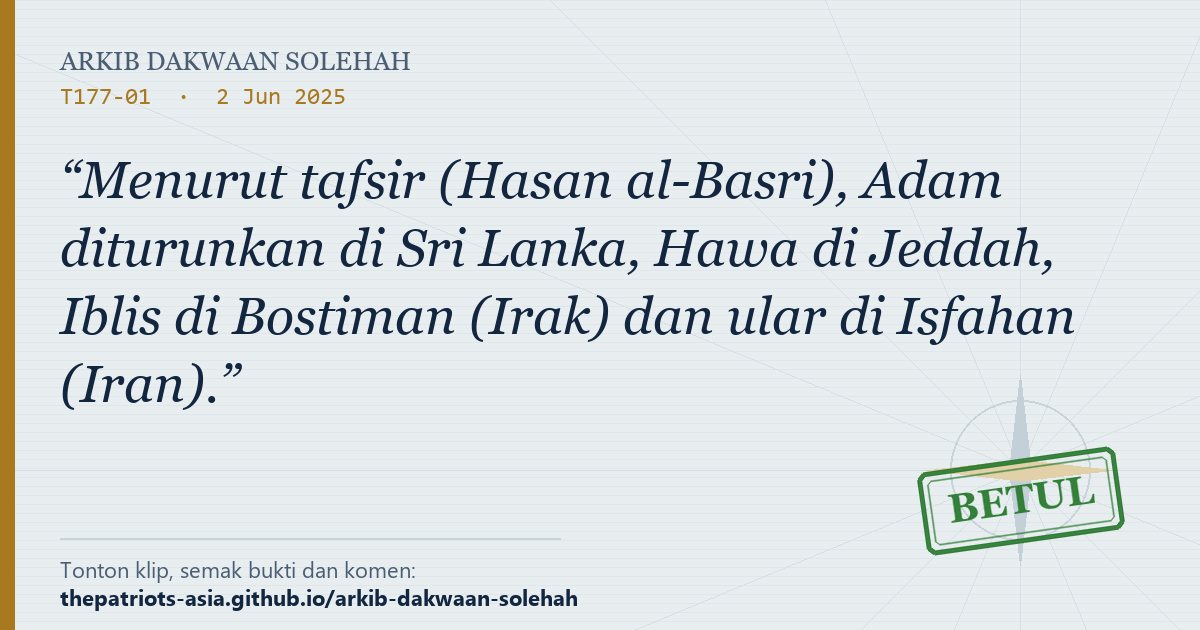 ARKIB DAKWAAN SOLEHAH
T177-01 · 2 Jun 2025
“Menurut tafsir (Hasan al-Basri), Adam
diturunkan di Sri Lanka, Hawa di Jeddah,
Iblis di Bostiman (Irak) dan ular di Isfahan
(Iran).”
BETUL
Tonton klip, semak bukti dan komen:
thepatriots-asia.github.io/arkib-dakwaan-solehah